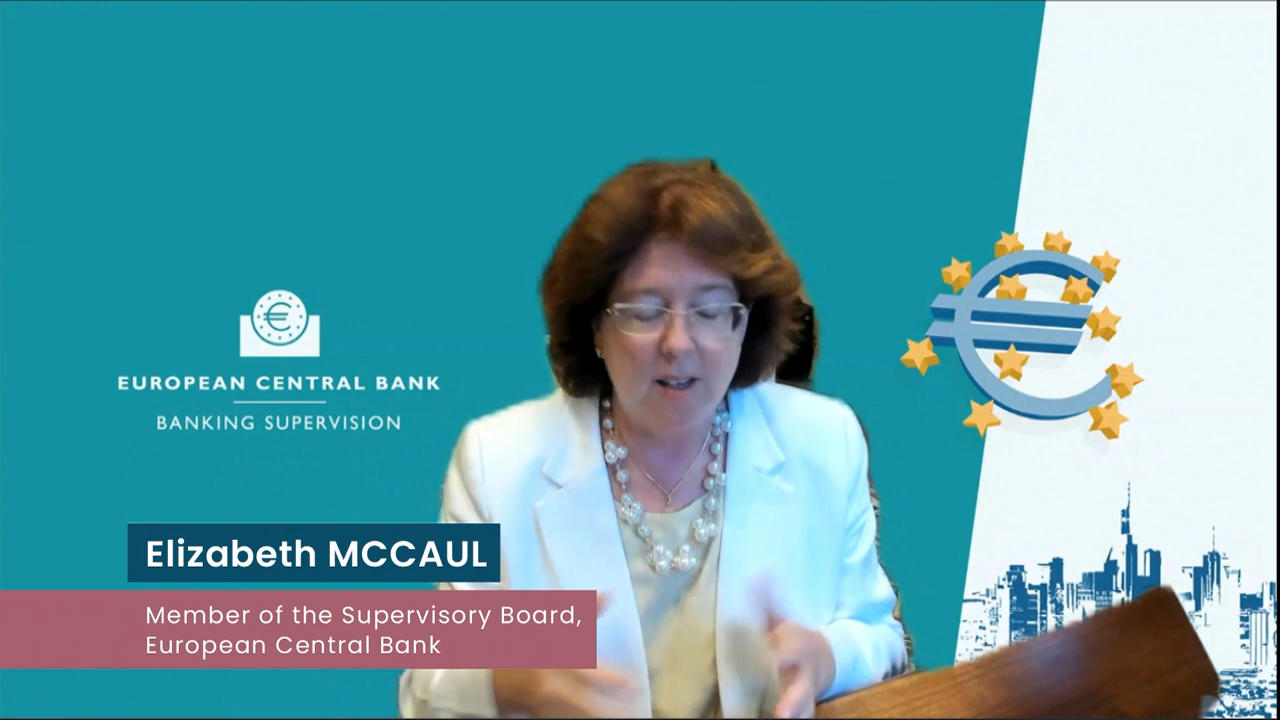 EUROPEAN CENTRAL BANK
BANKING SUPERVISION
Elizabeth MCCAUL
Member of the Supervisory Board,
European Central Bank